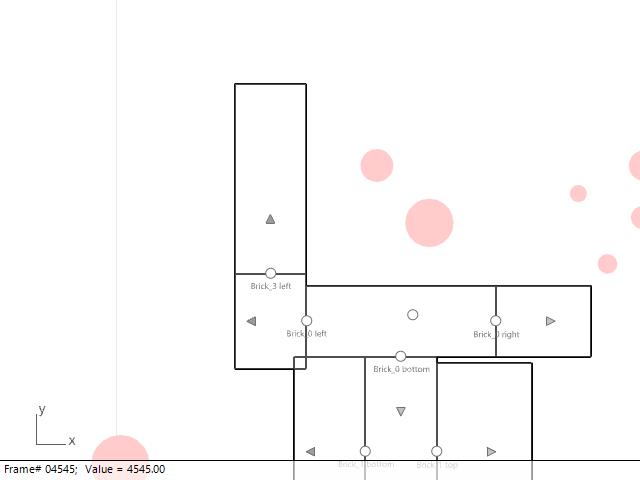 Brick_3 left
Brick_0 left
Brick_0 right
Brick_0 bottom
y
x
Brick_1 bottom
Brick_1 top
Frame# 04545; Value = 4545.00